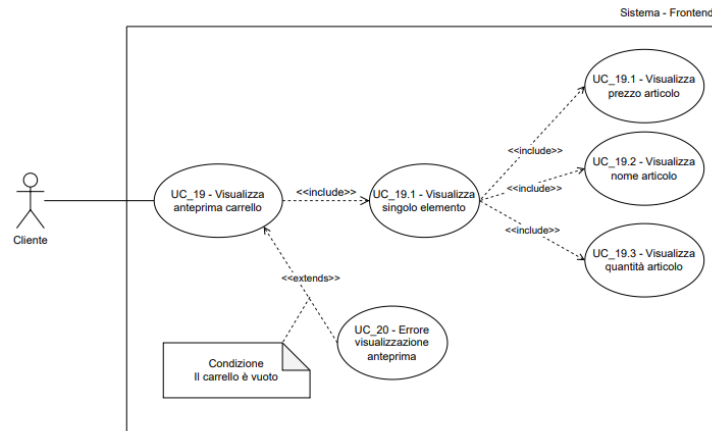 Sistema - Frontend
UC_19.1 - Visualizza
prezzo articolo
<<include>>
UC_19 - Visualizza
anteprima carrello
<<include>>
UC_19.1 - Visualizza
singolo elemento
<<include>>
UC_19.2 - Visualizza
nome articolo
Cliente
<<include>>
UC_19.3 - Visualizza
quantità articolo
<<extends>>
UC_20 - Errore
visualizzazione
anteprima
Condizione
Il carrello è vuoto